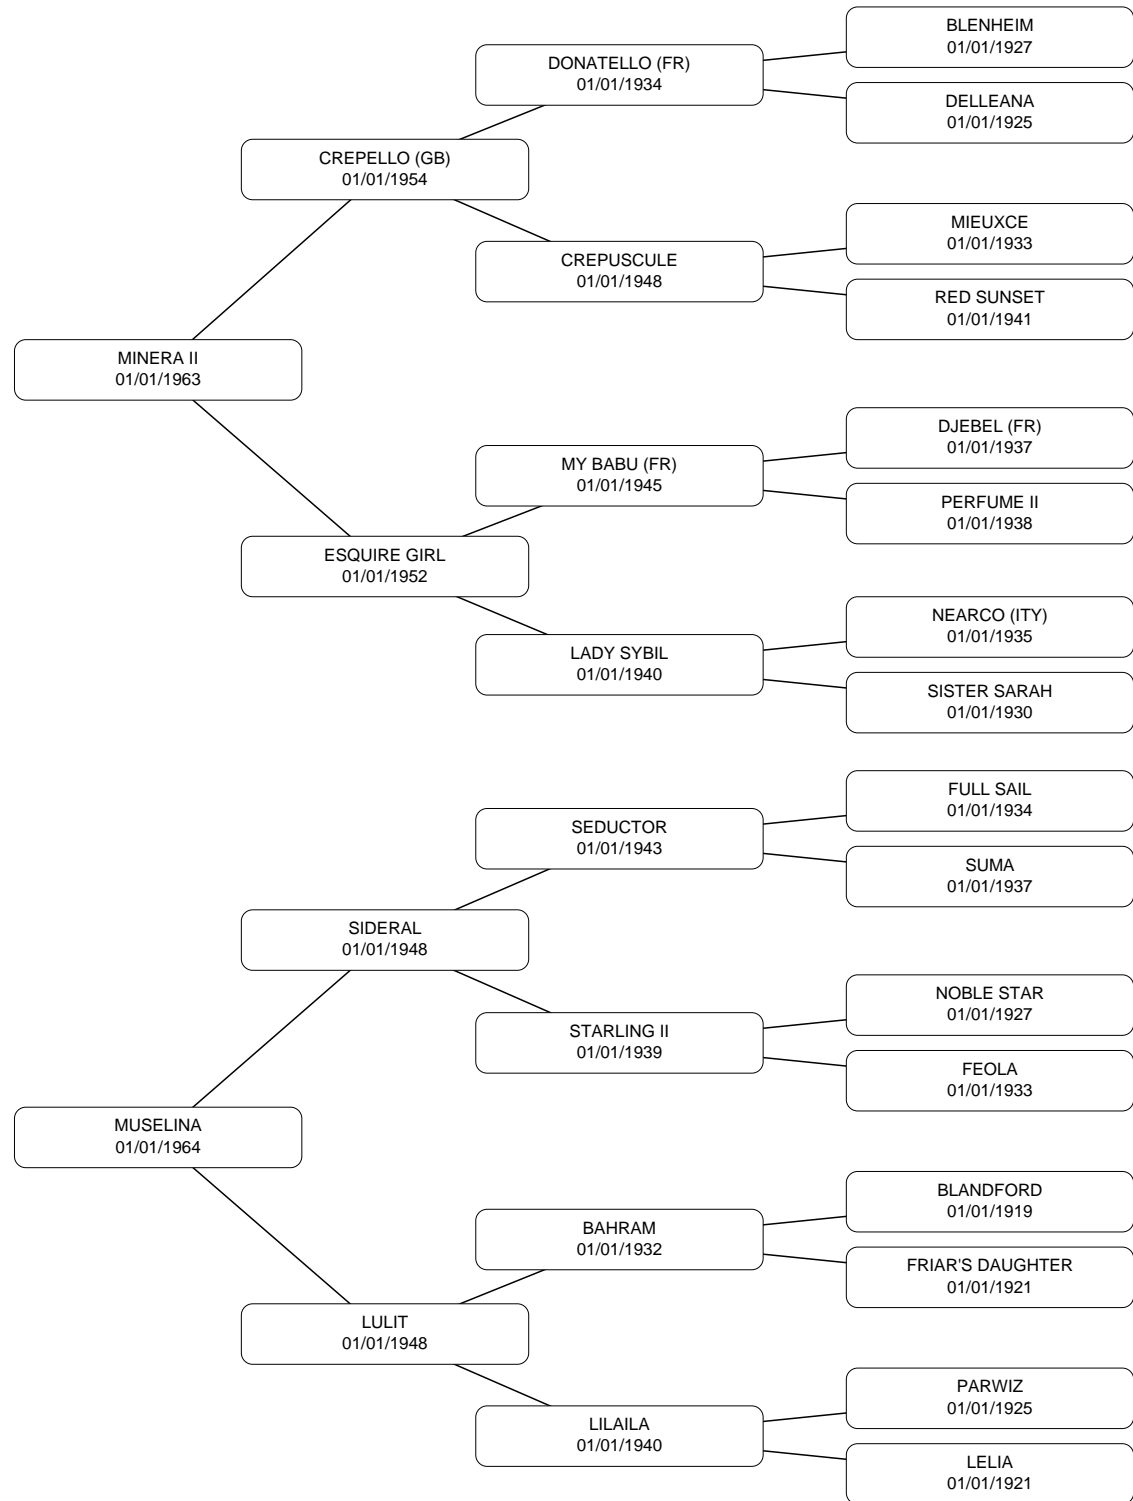 BLENHEIM
01/01/1927
DONATELLO (FR)
01/01/1934
DELLEANA
01/01/1925
CREPELLO (GB)
01/01/1954
MIEUXCE
01/01/1933
CREPUSCULE
01/01/1948
RED SUNSET
01/01/1941
MINERA II
01/01/1963
DJEBEL (FR)
01/01/1937
MY BABU (FR)
01/01/1945
PERFUME II
01/01/1938
ESQUIRE GIRL
01/01/1952
NEARCO (ITY)
01/01/1935
LADY SYBIL
01/01/1940
SISTER SARAH
01/01/1930
FULL SAIL
01/01/1934
SEDUCTOR
01/01/1943
SUMA
01/01/1937
SIDERAL
01/01/1948
NOBLE STAR
01/01/1927
STARLING II
01/01/1939
FEOLA
01/01/1933
MUSELINA
01/01/1964
BLANDFORD
01/01/1919
BAHRAM
01/01/1932
FRIAR'S DAUGHTER
01/01/1921
LULIT
01/01/1948
PARWIZ
01/01/1925
LILAILA
01/01/1940
LELIA
01/01/1921